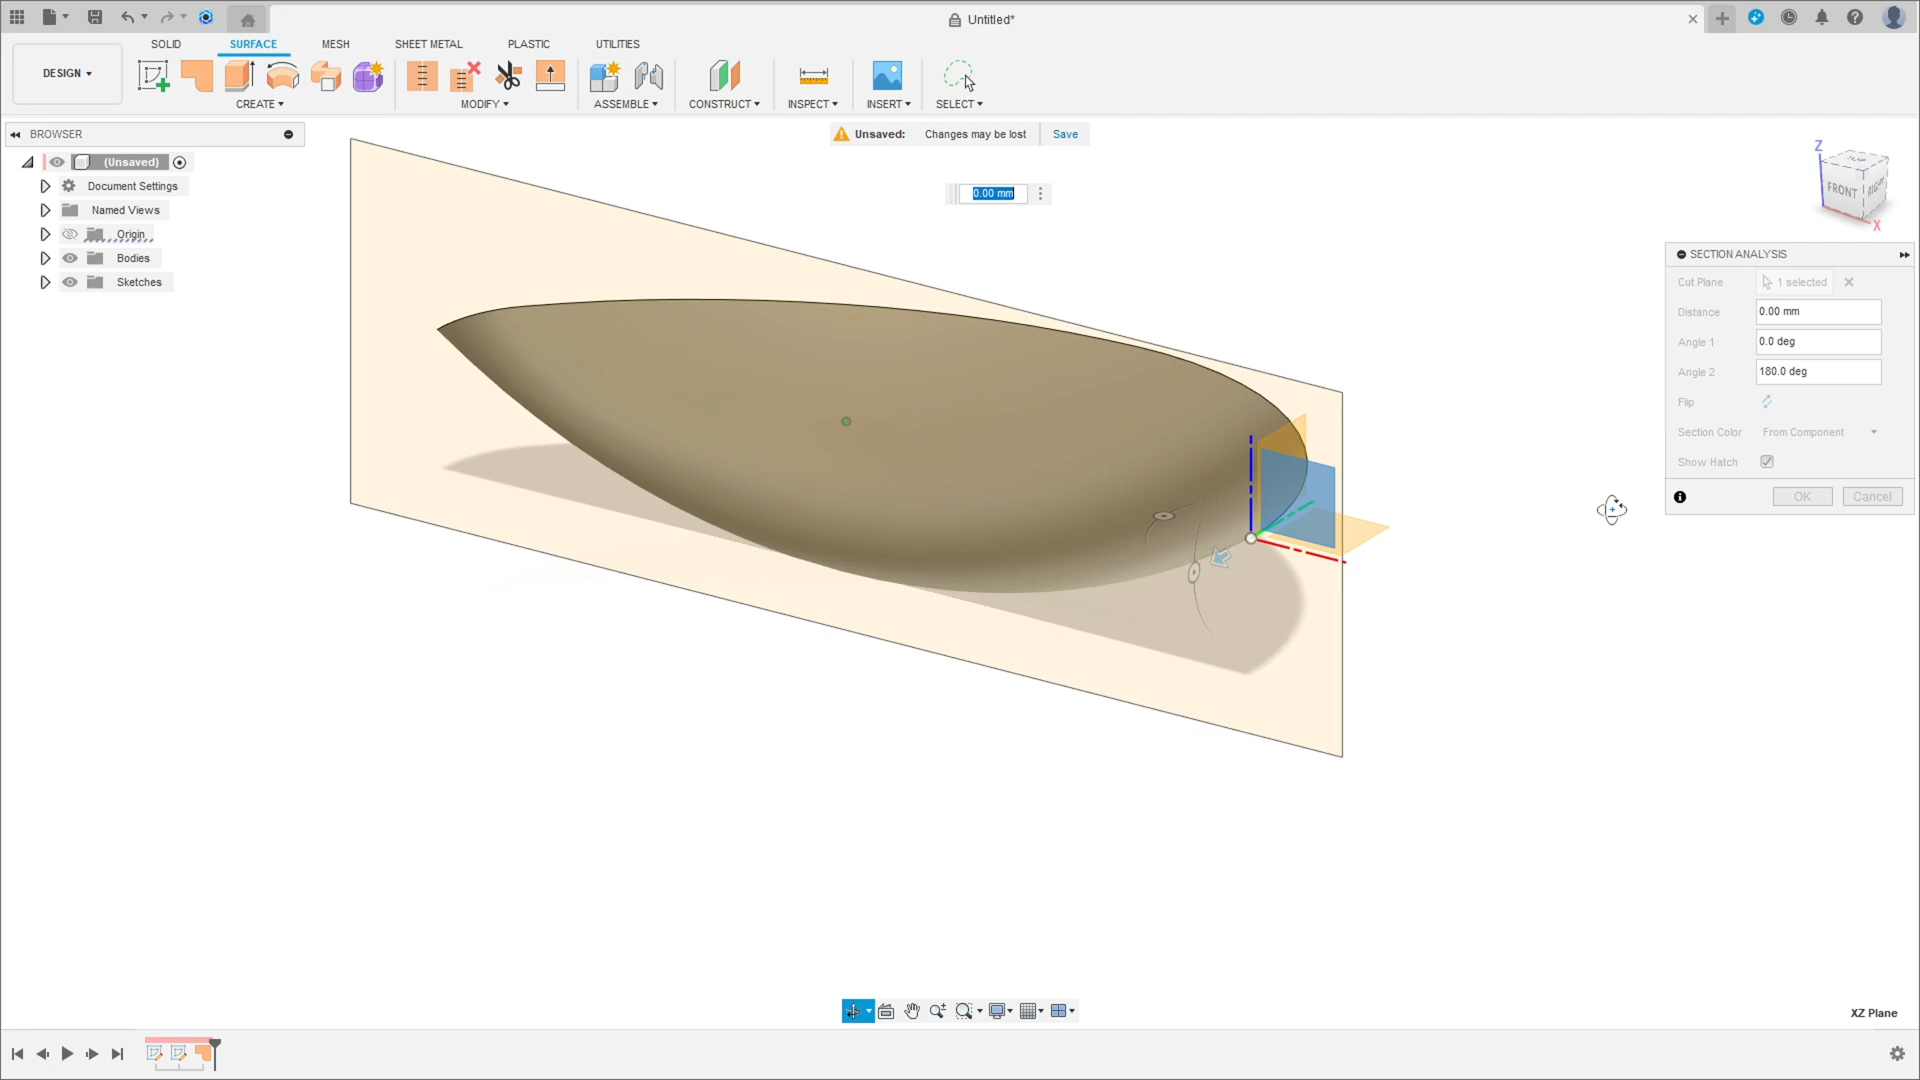 Untitled*
SOLID
SURFACE
MESH
SHEET METAL
PLASTIC
UTILITIES
DESIGN
CREATE
MODIFY
ASSEMBLE
CONSTRUCT
INSPECT
INSERT
SELECT
BROWSER
Unsaved: Changes may be lost Save
(Unsaved)
Document Settings
Named Views
Origin
Bodies
Sketches
0.00 mm
Z
FRONT
RIGHT
TOP
X
SECTION ANALYSIS
Cut Plane 1 selected
Distance 0.00 mm
Angle 1 0.0 deg
Angle 2 180.0 deg
Flip
Section Color From Component
Show Hatch
OK Cancel
XZ Plane